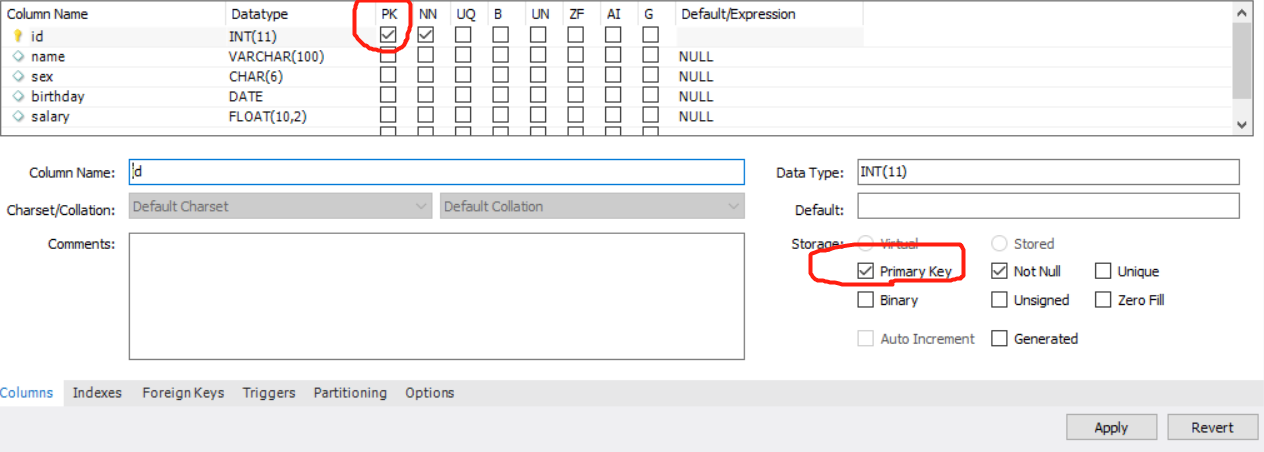 Column Name Datatype PK NN UQ B UN ZF AI G Default/Expression
id INT(11)
name VARCHAR(100) NULL
sex CHAR(6) NULL
birthday DATE NULL
salary FLOAT(10,2) NULL
Column Name: id Data Type: INT(11)
Charset/Collation: Default Charset Default Collation Default:
Comments: Storage: Virtual Stored
Primary Key Not Null Unique
Binary Unsigned Zero Fill
Auto Increment Generated
Columns Indexes Foreign Keys Triggers Partitioning Options
Apply Revert